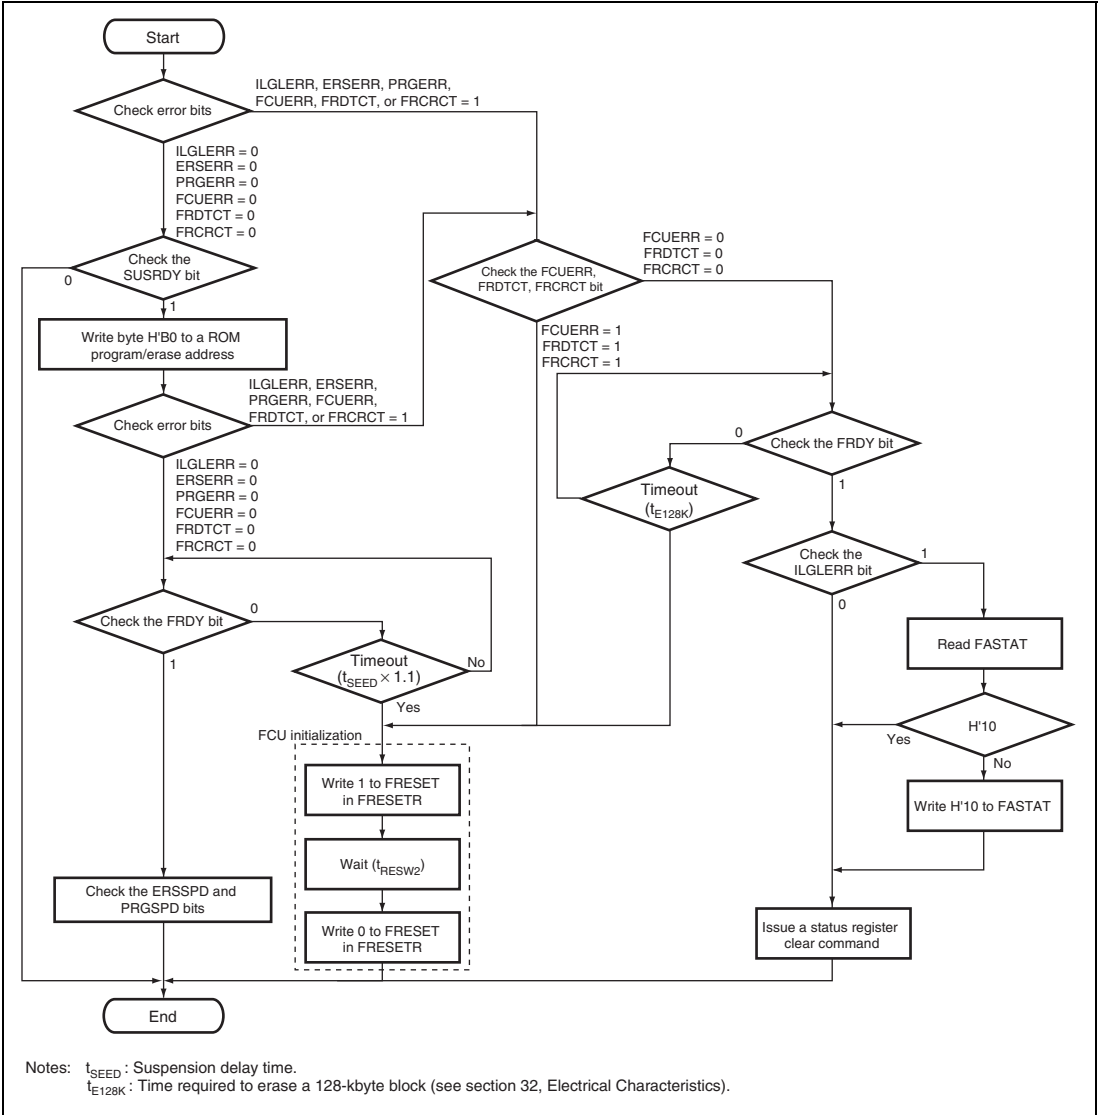 Start
Check error bits
ILGLERR, ERSERR, PRGERR,
FCUERR, FRDTCT, or FRCRCT = 1
ILGLERR = 0
ERSERR = 0
PRGERR = 0
FCUERR = 0
FRDTCT = 0
FRCRCT = 0
Check the
SUSRDY bit
0
1
Write byte H'B0 to a ROM
program/erase address
Check error bits
ILGLERR, ERSERR,
PRGERR, FCUERR,
FRDTCT, or FRCRCT = 1
ILGLERR = 0
ERSERR = 0
PRGERR = 0
FCUERR = 0
FRDTCT = 0
FRCRCT = 0
Check the FRDY bit
0
1
Timeout
(tSEED × 1.1)
No
Yes
FCU initialization
Write 1 to FRESET
in FRESETR
Wait (tRESW2)
Write 0 to FRESET
in FRESETR
Check the ERSSPD and
PRGSPD bits
End
Check the FCUERR,
FRDTCT, FRCRCT bit
FCUERR = 0
FRDTCT = 0
FRCRCT = 0
FCUERR = 1
FRDTCT = 1
FRCRCT = 1
Check the FRDY bit
0
1
Timeout
(tE128K)
Check the
ILGLERR bit
1
0
Read FASTAT
H'10
Yes
No
Write H'10 to FASTAT
Issue a status register
clear command
Notes: tSEED : Suspension delay time.
tE128K : Time required to erase a 128-kbyte block (see section 32, Electrical Characteristics).